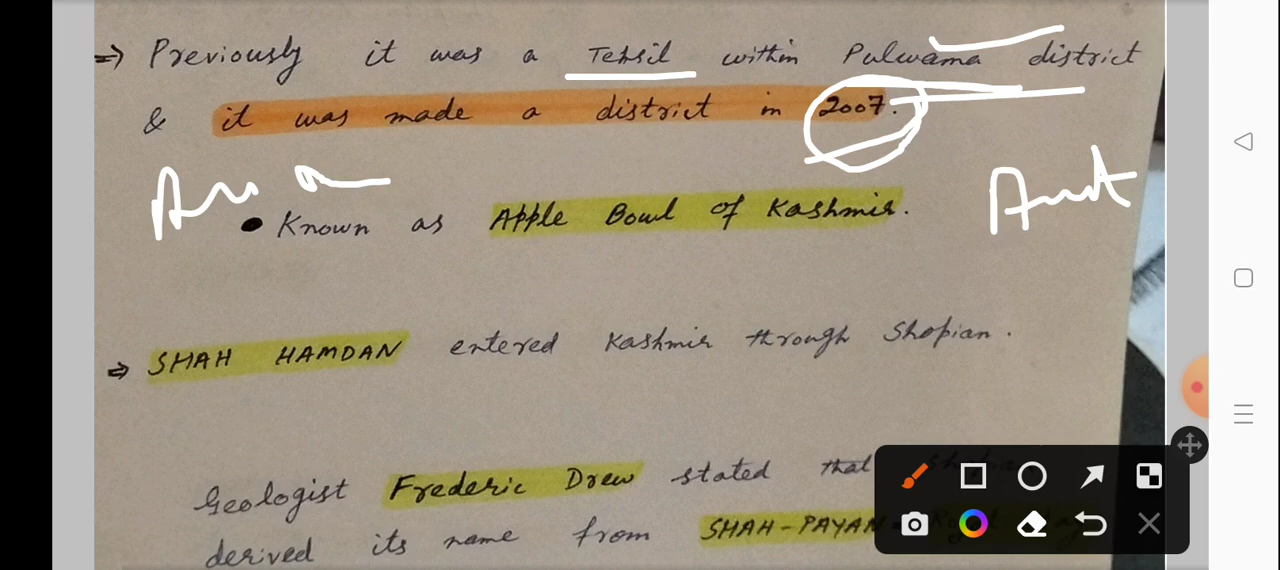 ⇒ Previously it was a Tehsil within Pulwama district
& it was made a district in 2007.
• Known as Apple Bowl of Kashmir.
⇒ SHAH HAMDAN entered Kashmir through Shopian.
Geologist Frederic Drew stated that
derived its name from SHAH-PAYAN